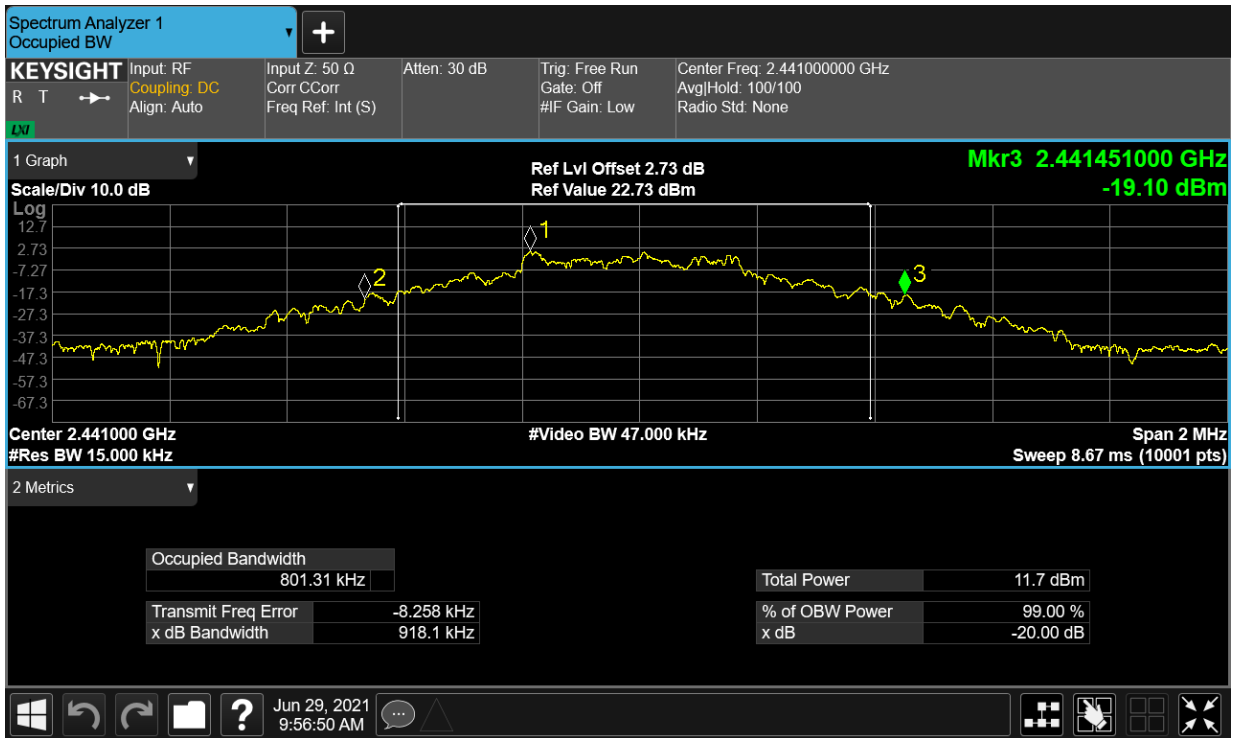 Spectrum Analyzer 1
Occupied BW
KEYSIGHT
R T
LXI
Input: RF
Coupling: DC
Align: Auto
Input Z: 50 Ω
Corr CCorr
Freq Ref: Int (S)
Atten: 30 dB
Trig: Free Run
Gate: Off
#IF Gain: Low
Center Freq: 2.441000000 GHz
Avg|Hold: 100/100
Radio Std: None
1 Graph
Scale/Div 10.0 dB
Ref Lvl Offset 2.73 dB
Ref Value 22.73 dBm
Mkr3 2.441451000 GHz
-19.10 dBm
Log
12.7
2.73
-7.27
-17.3
-27.3
-37.3
-47.3
-57.3
-67.3
1
2
3
Center 2.441000 GHz
#Video BW 47.000 kHz
Span 2 MHz
#Res BW 15.000 kHz
Sweep 8.67 ms (10001 pts)
2 Metrics
Occupied Bandwidth
801.31 kHz
Transmit Freq Error -8.258 kHz
x dB Bandwidth 918.1 kHz
Total Power 11.7 dBm
% of OBW Power 99.00 %
x dB -20.00 dB
?
Jun 29, 2021
9:56:50 AM